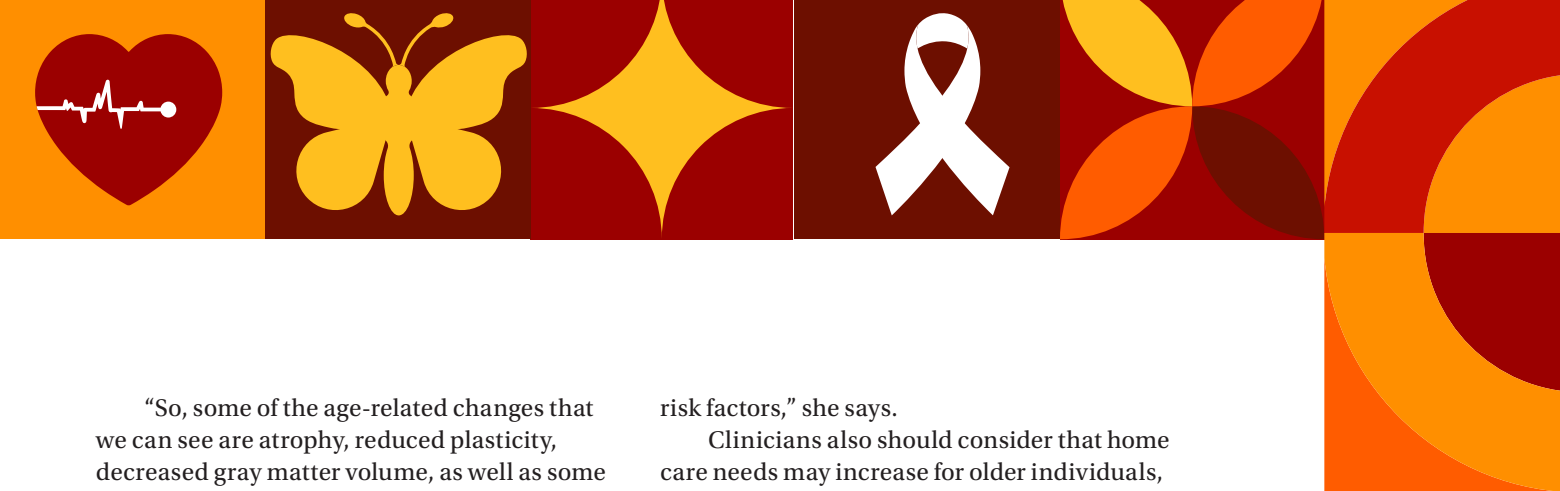 “So, some of the age-related changes that
we can see are atrophy, reduced plasticity,
decreased gray matter volume, as well as some
risk factors,” she says.
Clinicians also should consider that home
care needs may increase for older individuals,